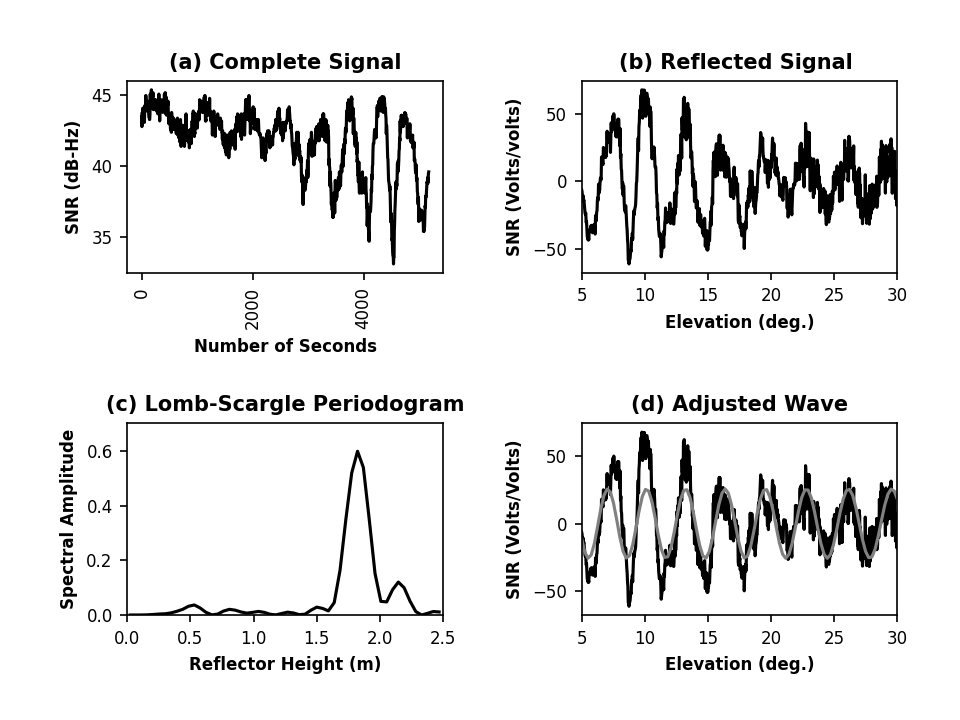 (a) Complete Signal
SNR (dB-Hz)
45
40
35
0
2000
4000
Number of Seconds
(b) Reflected Signal
SNR (Volts/volts)
50
0
−50
5 10 15 20 25 30
Elevation (deg.)
(c) Lomb-Scargle Periodogram
Spectral Amplitude
0.6
0.4
0.2
0.0
0.0 0.5 1.0 1.5 2.0 2.5
Reflector Height (m)
(d) Adjusted Wave
SNR (Volts/Volts)
50
0
−50
5 10 15 20 25 30
Elevation (deg.)